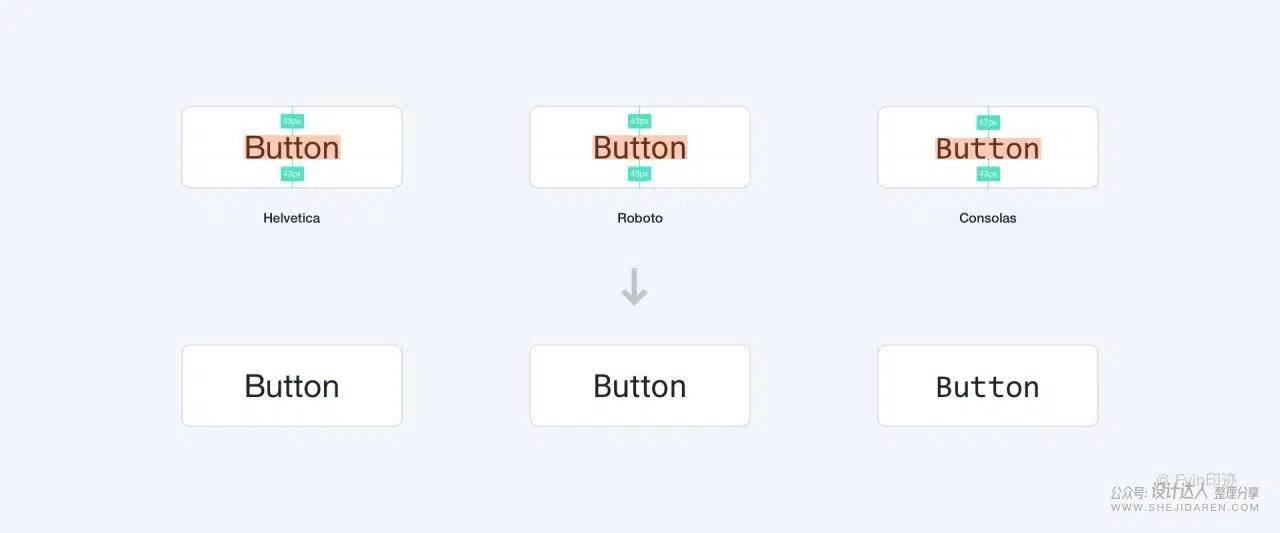 43px
43px
47px
Button
Button
Button
43px
43px
43px
Helvetica
Roboto
Consolas
Button
Button
Button
@ Evin印迹
公众号: 设计达人 整理分享
WWW.SHEJIDAREN.COM